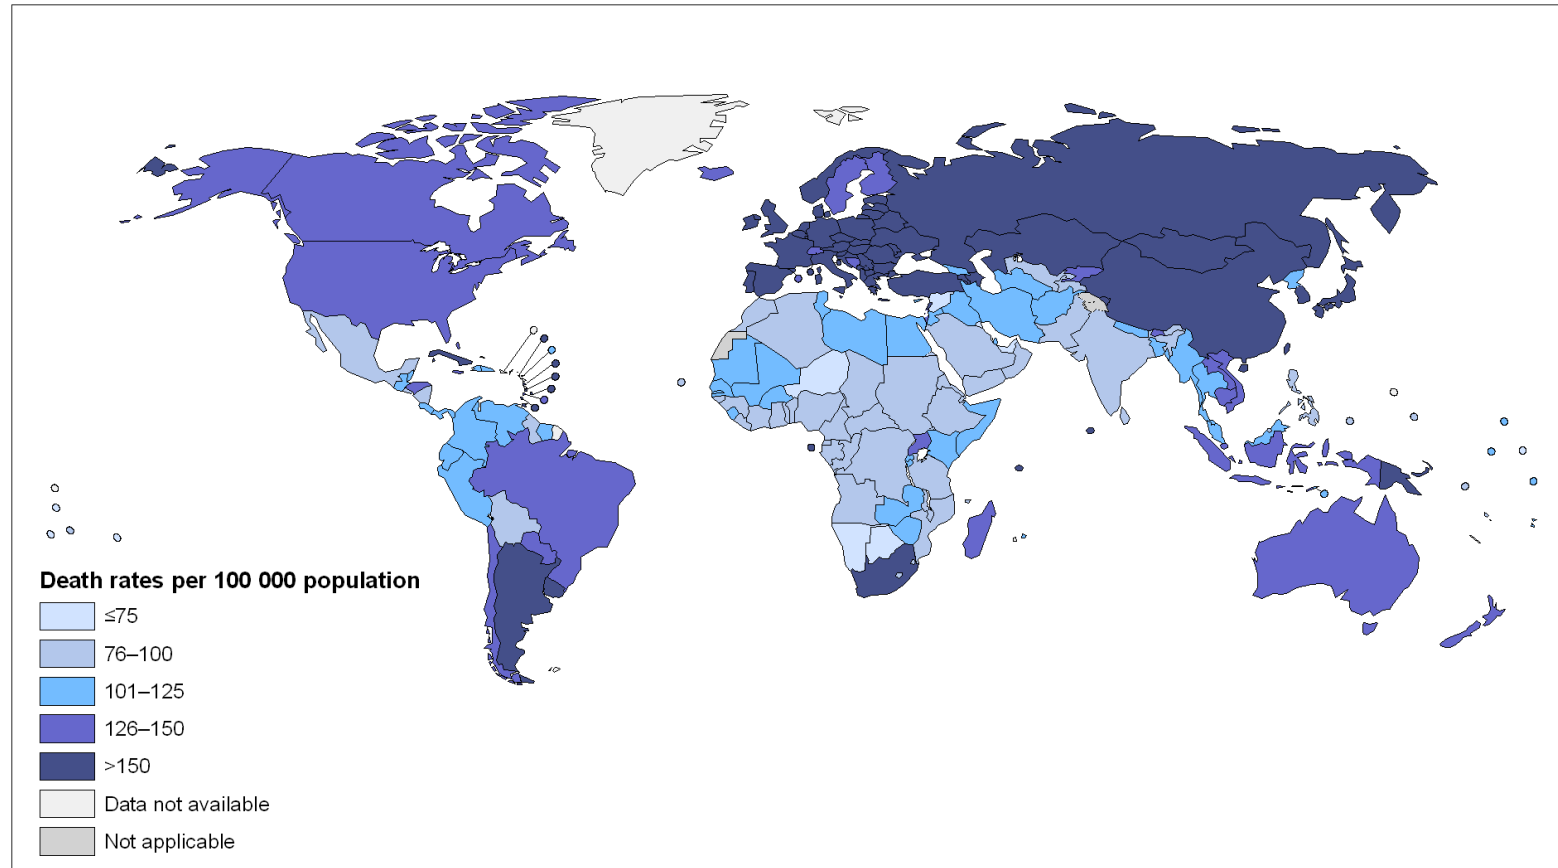 Death rates per 100 000 population
≤75
76–100
101–125
126–150
>150
Data not available
Not applicable